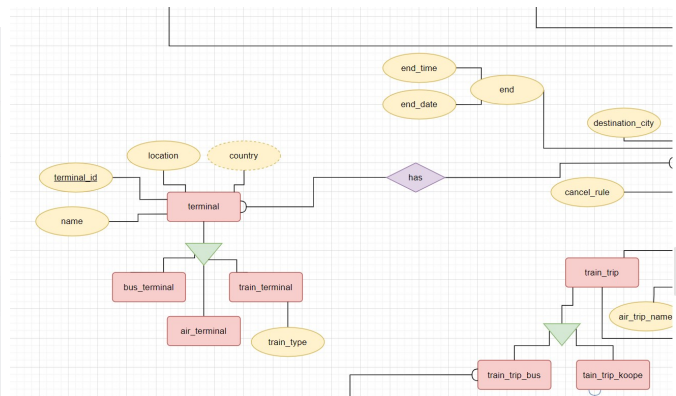 end_time
end
end_date
destination_city
location
country
terminal_id
has
cancel_rule
terminal
name
train_trip
bus_terminal
train_terminal
air_trip_name
air_terminal
train_type
train_trip_bus
tain_trip_koope